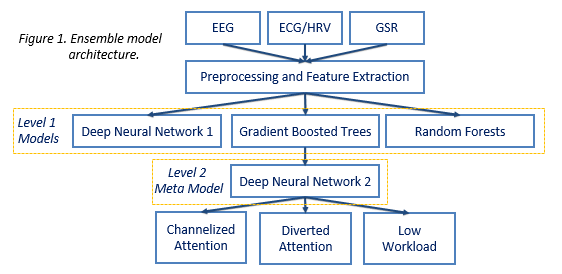 Figure 1. Ensemble model
architecture.
EEG
ECG/HRV
GSR
Preprocessing and Feature Extraction
Level 1
Models
Deep Neural Network 1
Gradient Boosted Trees
Random Forests
Level 2
Meta Model
Deep Neural Network 2
Channelized
Attention
Diverted
Attention
Low
Workload